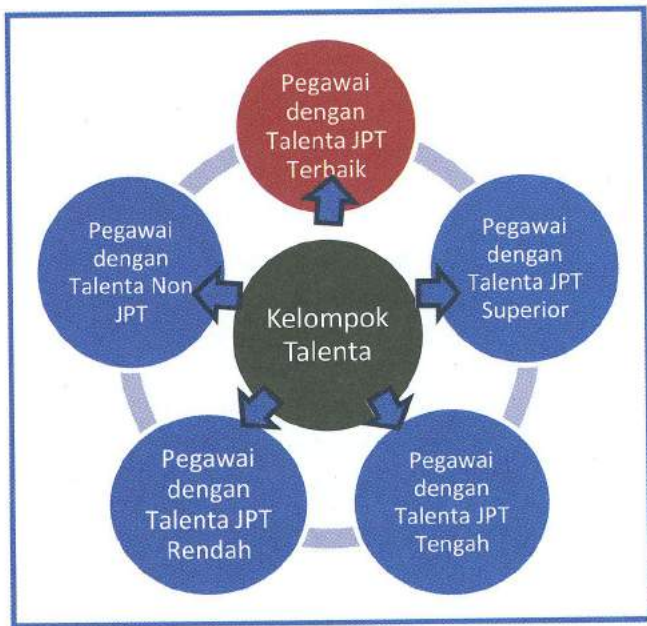 Pegawai
dengan
Talenta JPT
Terbaik
Pegawai
dengan
Talenta JPT
Superior
Pegawai
dengan
Talenta JPT
Tengah
Pegawai
dengan
Talenta JPT
Rendah
Pegawai
dengan
Talenta Non
JPT
Kelompok
Talenta